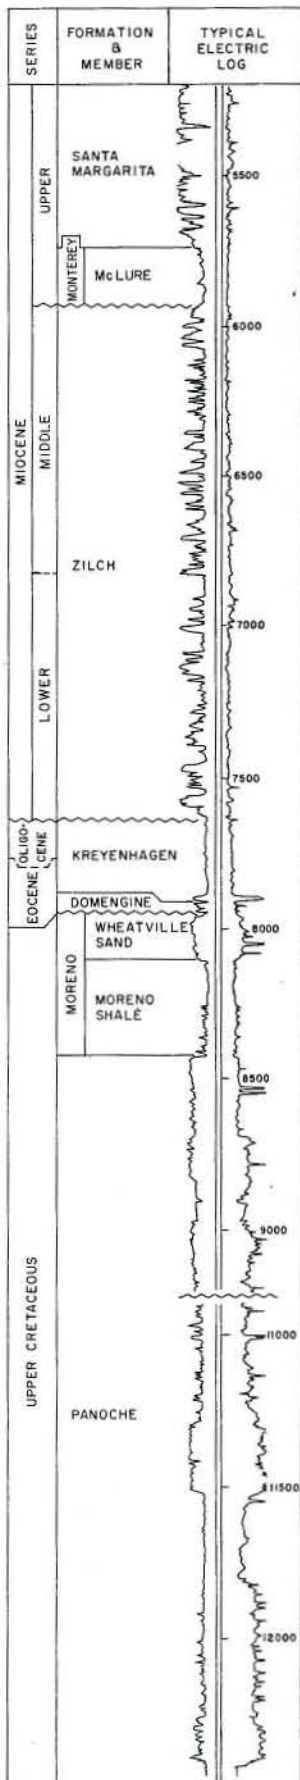 SERIES
FORMATION
&
MEMBER
TYPICAL
ELECTRIC
LOG
MIOCENE
UPPER
SANTA
MARGARITA
5500
MONTEREY
McLURE
6000
MIDDLE
6500
ZILCH
7000
LOWER
7500
OLIGO-
CENE
KREYENHAGEN
EOCENE
DOMENGINE
8000
MORENO
WHEATVILLE
SAND
MORENO
SHALE
8500
9000
UPPER CRETACEOUS
11000
PANOCHE
11500
12000